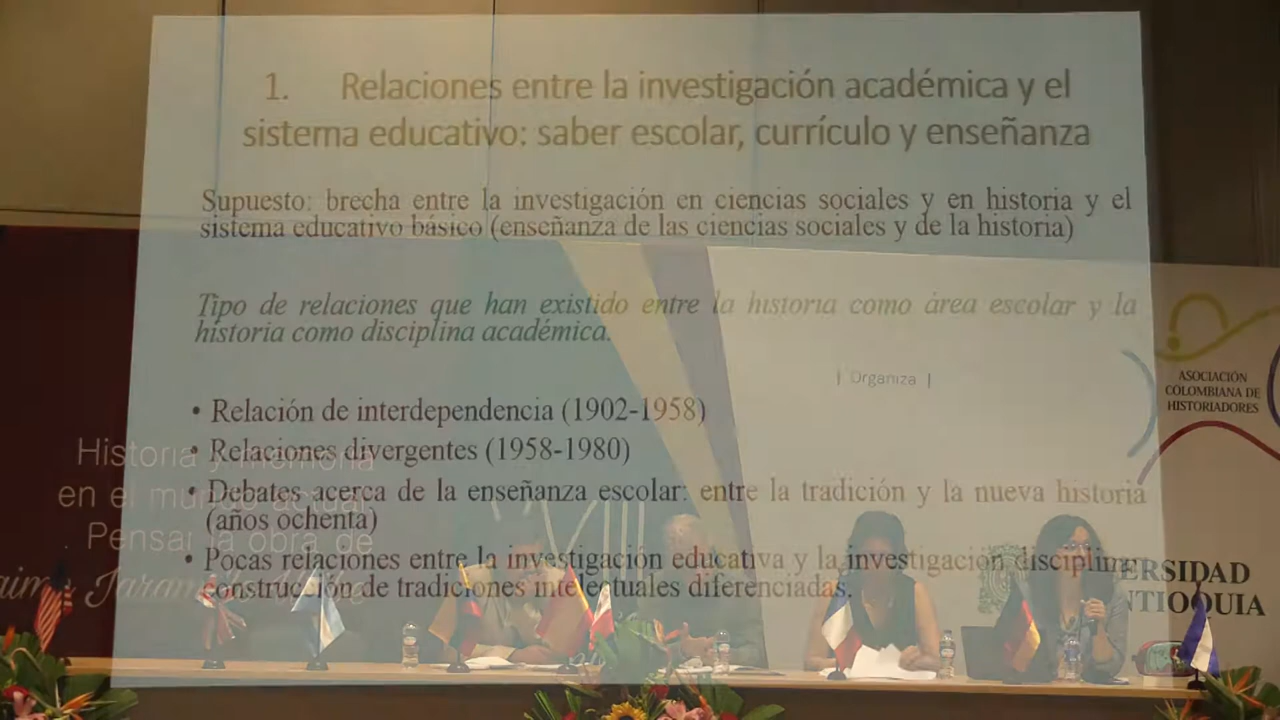 1. Relaciones entre la investigación académica y el
sistema educativo: saber escolar, currículo y enseñanza
Supuesto: brecha entre la investigación en ciencias sociales y en historia y el
sistema educativo básico (enseñanza de las ciencias sociales y de la historia)
Tipo de relaciones que han existido entre la historia como área escolar y la
historia como disciplina académica.
• Relación de interdependencia (1902-1958)
• Relaciones divergentes (1958-1980)
• Debates acerca de la enseñanza escolar: entre la tradición y la nueva historia
(años ochenta)
• Pocas relaciones entre la investigación educativa y la investigación
construcción de tradiciones intelectuales diferenciadas.
| Organiza |
ASOCIACIÓN
COLOMBIANA DE
HISTORIADORES
Historia y memoria
en el mundo actual
Pensar la obra de
XVIII